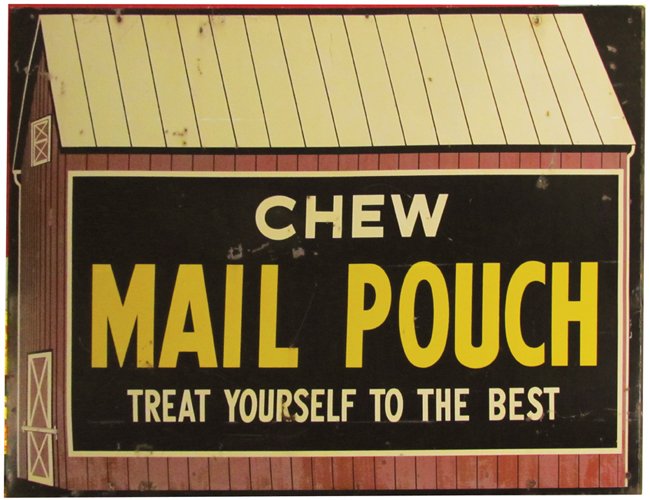 CHEW
MAIL POUCH
TREAT YOURSELF TO THE BEST